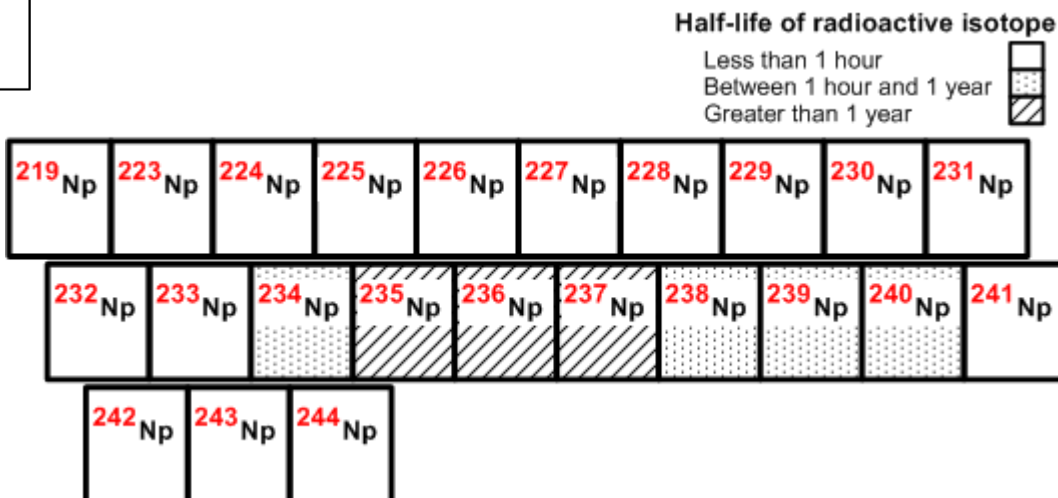 Half-life of radioactive isotope
Less than 1 hour
Between 1 hour and 1 year
Greater than 1 year
219Np 223Np 224Np 225Np 226Np 227Np 228Np 229Np 230Np 231Np
232Np 233Np 234Np 235Np 236Np 237Np 238Np 239Np 240Np 241Np
242Np 243Np 244Np